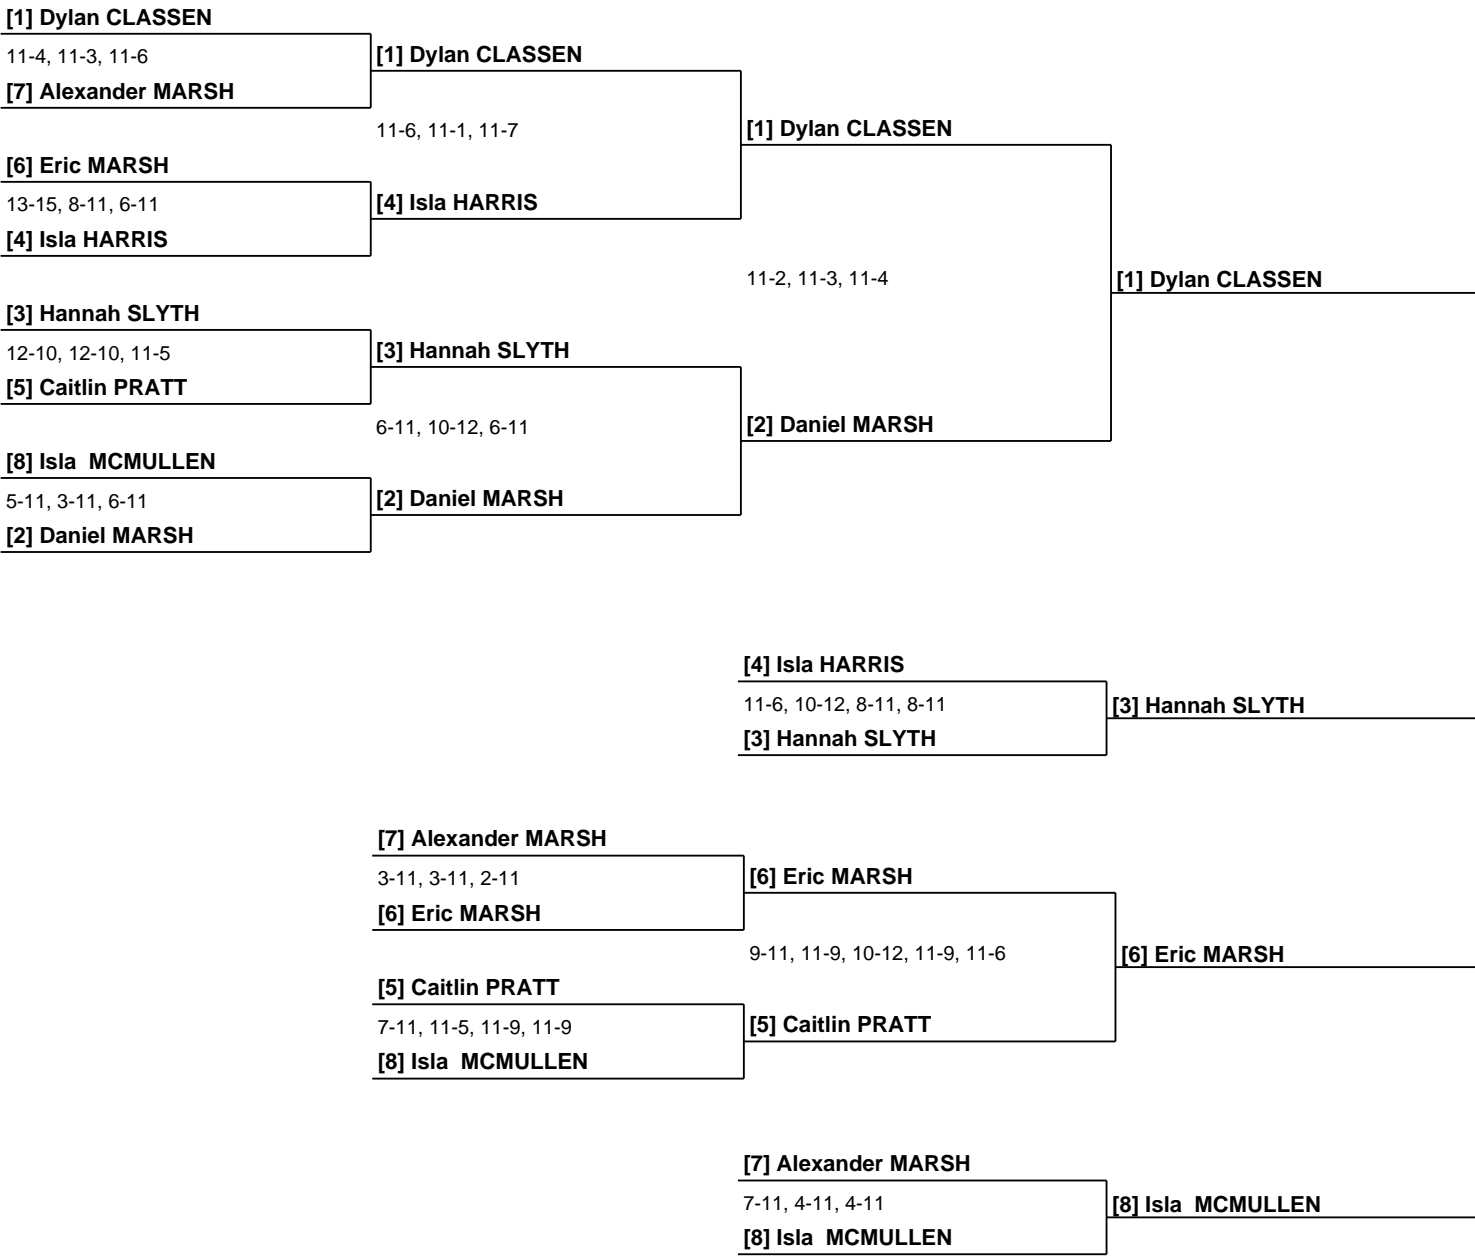 [1] Dylan CLASSEN
11-4, 11-3, 11-6
[7] Alexander MARSH
[1] Dylan CLASSEN
11-6, 11-1, 11-7
[6] Eric MARSH
13-15, 8-11, 6-11
[4] Isla HARRIS
[4] Isla HARRIS
[1] Dylan CLASSEN
11-2, 11-3, 11-4
[1] Dylan CLASSEN
[3] Hannah SLYTH
12-10, 12-10, 11-5
[5] Caitlin PRATT
[3] Hannah SLYTH
6-11, 10-12, 6-11
[2] Daniel MARSH
[8] Isla  MCMULLEN
5-11, 3-11, 6-11
[2] Daniel MARSH
[2] Daniel MARSH
[4] Isla HARRIS
11-6, 10-12, 8-11, 8-11
[3] Hannah SLYTH
[3] Hannah SLYTH
[7] Alexander MARSH
3-11, 3-11, 2-11
[6] Eric MARSH
[6] Eric MARSH
9-11, 11-9, 10-12, 11-9, 11-6
[6] Eric MARSH
[5] Caitlin PRATT
7-11, 11-5, 11-9, 11-9
[8] Isla  MCMULLEN
[5] Caitlin PRATT
[7] Alexander MARSH
7-11, 4-11, 4-11
[8] Isla  MCMULLEN
[8] Isla  MCMULLEN